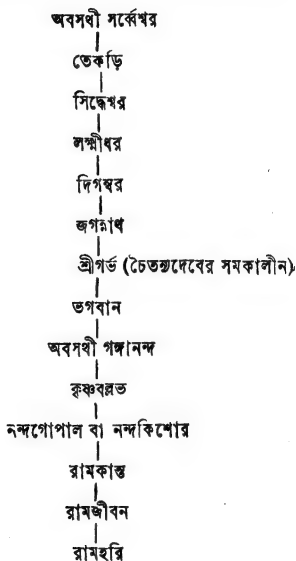 অবসথী সর্ব্বেশ্বর
তেকড়ি
সিদ্ধেশ্বর
লক্ষ্মীধর
দিগম্বর
জগন্নাথ
শ্রীগর্ভ (চৈতন্যদেবের সমকালীন)
ভগবান
অবসথী গঙ্গানন্দ
কৃষ্ণবল্লভ
নন্দগোপাল বা নন্দকিশোর
রামকান্ত
রামজীবন
রামহরি